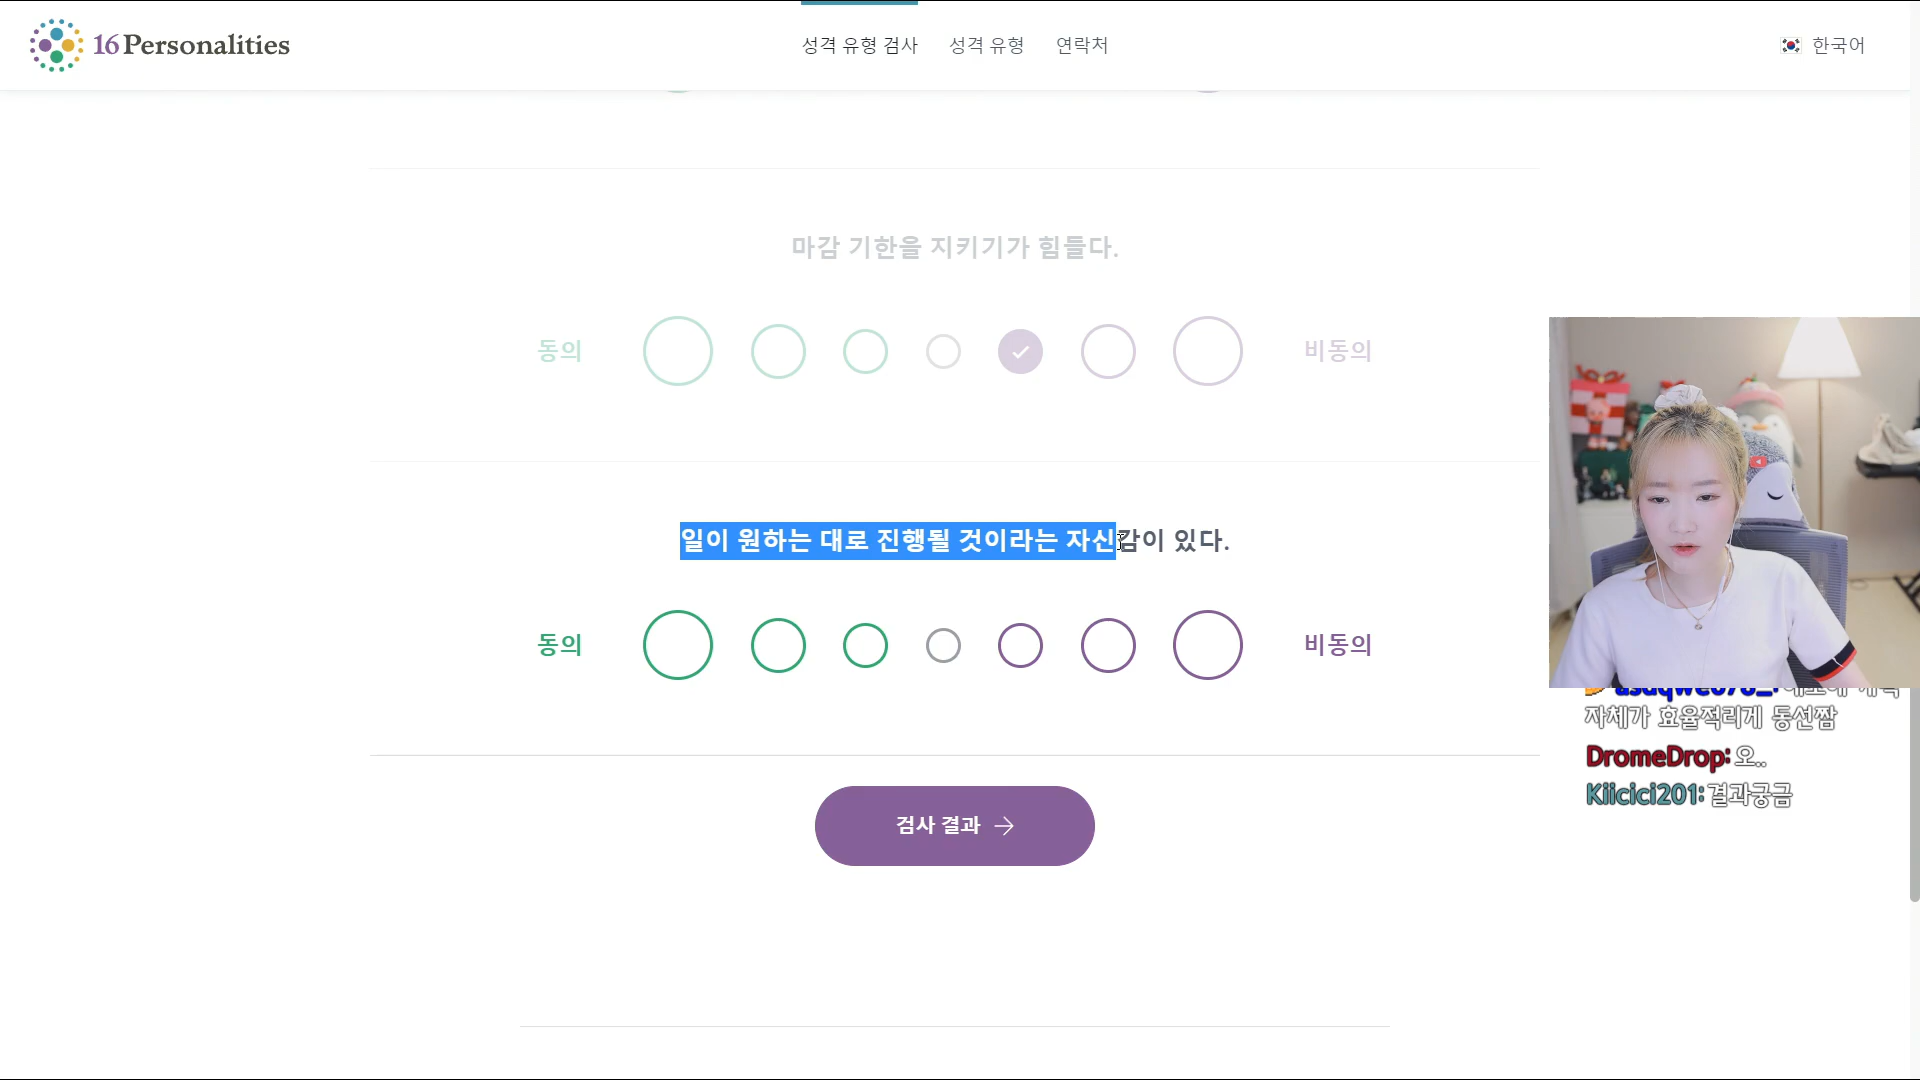 16Personalities
성격 유형 검사
성격 유형
연락처
한국어
마감 기한을 지키기가 힘들다.
동의
비동의
일이 원하는 대로 진행될 것이라는 자신감이 있다.
동의
비동의
검사 결과 →
자체가 효율적리게 동선짬
DromeDrop: 오..
Kiicici201: 결과궁금